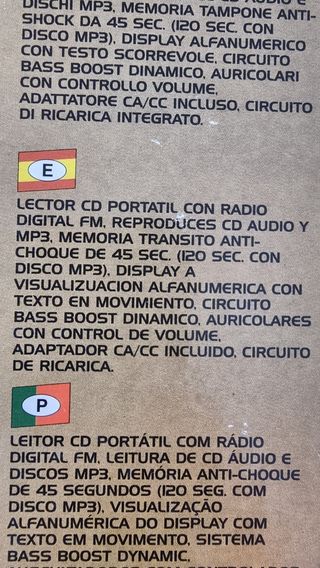 DISCHI MP3, MEMORIA TAMPONE ANTI-
SHOCK DA 45 SEC. (120 SEC. CON
DISCO MP3), DISPLAY ALFANUMERICO
CON TESTO SCORREVOLE, CIRCUITO
BASS BOOST DINAMICO, AURICOLARI
CON CONTROLLO VOLUME,
ADATTATORE CA/CC INCLUSO, CIRCUITO
DI RICARICA INTEGRATO.
E
LECTOR CD PORTATIL CON RADIO
DIGITAL FM, REPRODUCES CD AUDIO Y
MP3, MEMORIA TRANSITO ANTI-
CHOQUE DE 45 SEC. (120 SEC. CON
DISCO MP3), DISPLAY A
VISUALIZUACION ALFANUMERICA CON
TEXTO EN MOVIMIENTO, CIRCUITO
BASS BOOST DINAMICO, AURICOLARES
CON CONTROL DE VOLUME,
ADAPTADOR CA/CC INCLUIDO, CIRCUITO
DE RICARICA.
P
LEITOR CD PORTÁTIL COM RÁDIO
DIGITAL FM, LEITURA DE CD ÁUDIO E
DISCOS MP3, MEMÓRIA ANTI-CHOQUE
DE 45 SEGUNDOS (120 SEG. COM
DISCO MP3), VISUALIZAÇÃO
ALFANUMÉRICA DO DISPLAY COM
TEXTO EM MOVIMENTO, SISTEMA
BASS BOOST DYNAMIC,